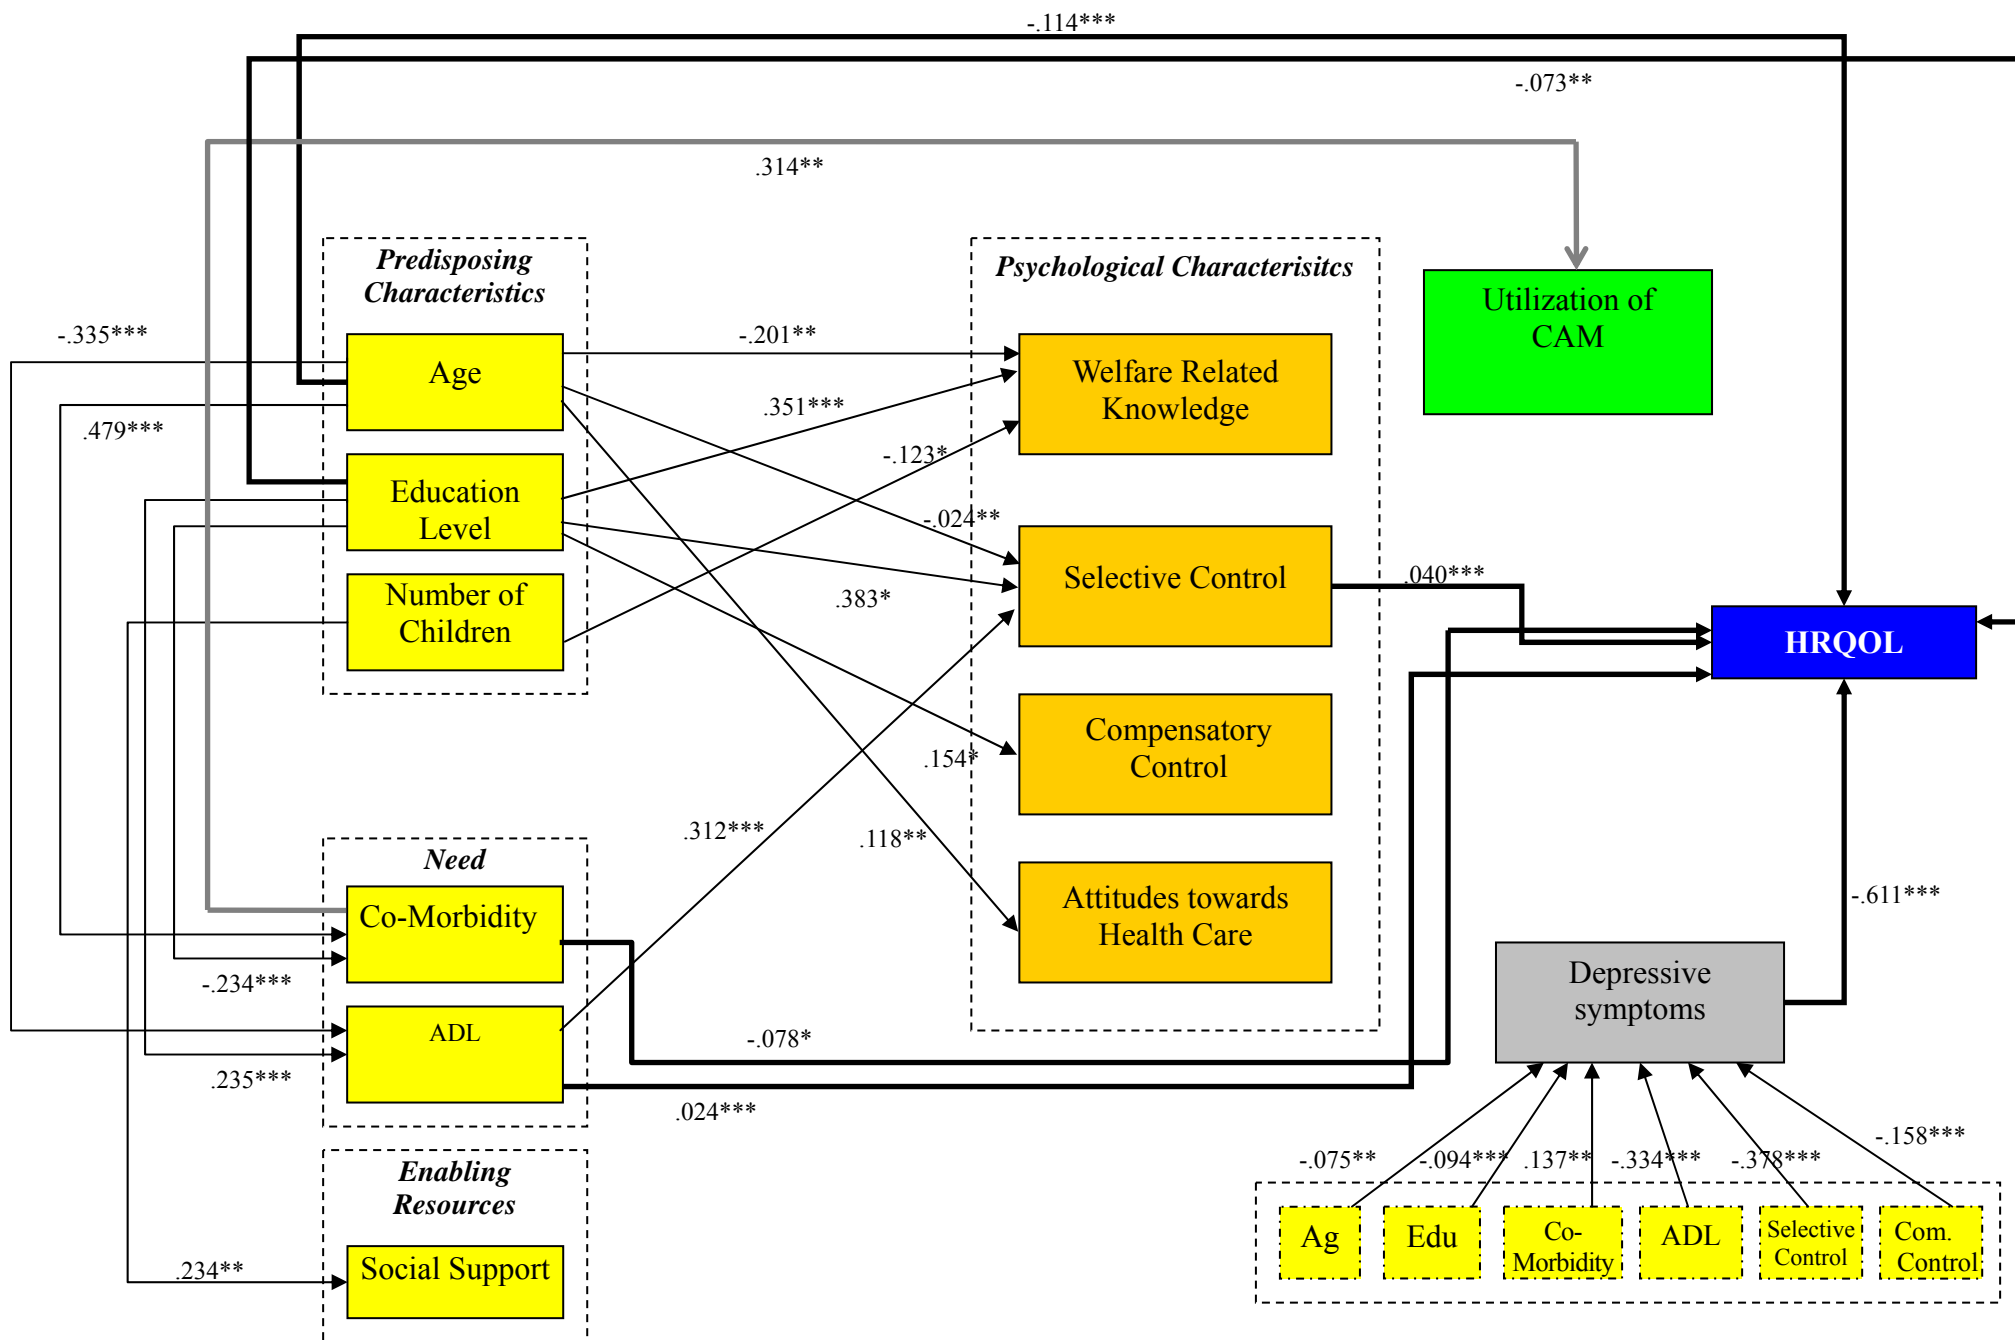 -.114***
-.073**
.314**
Predisposing
Characteristics
Psychological Characterisitcs
Utilization of
CAM
-.335***
Age
-.201**
Welfare Related
Knowledge
.479***
.351***
-.123*
Education
Level
-.024**
Selective Control
.040***
Number of
Children
.383*
HRQOL
Compensatory
Control
.154*
.312***
.118**
Need
Co-Morbidity
Attitudes towards
Health Care
-.611***
-.234***
Depressive
symptoms
ADL
-.078*
.235***
.024***
-.158***
-.075**
-.094***
.137**
-.334***
-.378***
Enabling
Resources
Ag
Edu
Co-
Morbidity
ADL
Selective
Control
Com.
Control
Social Support
.234**